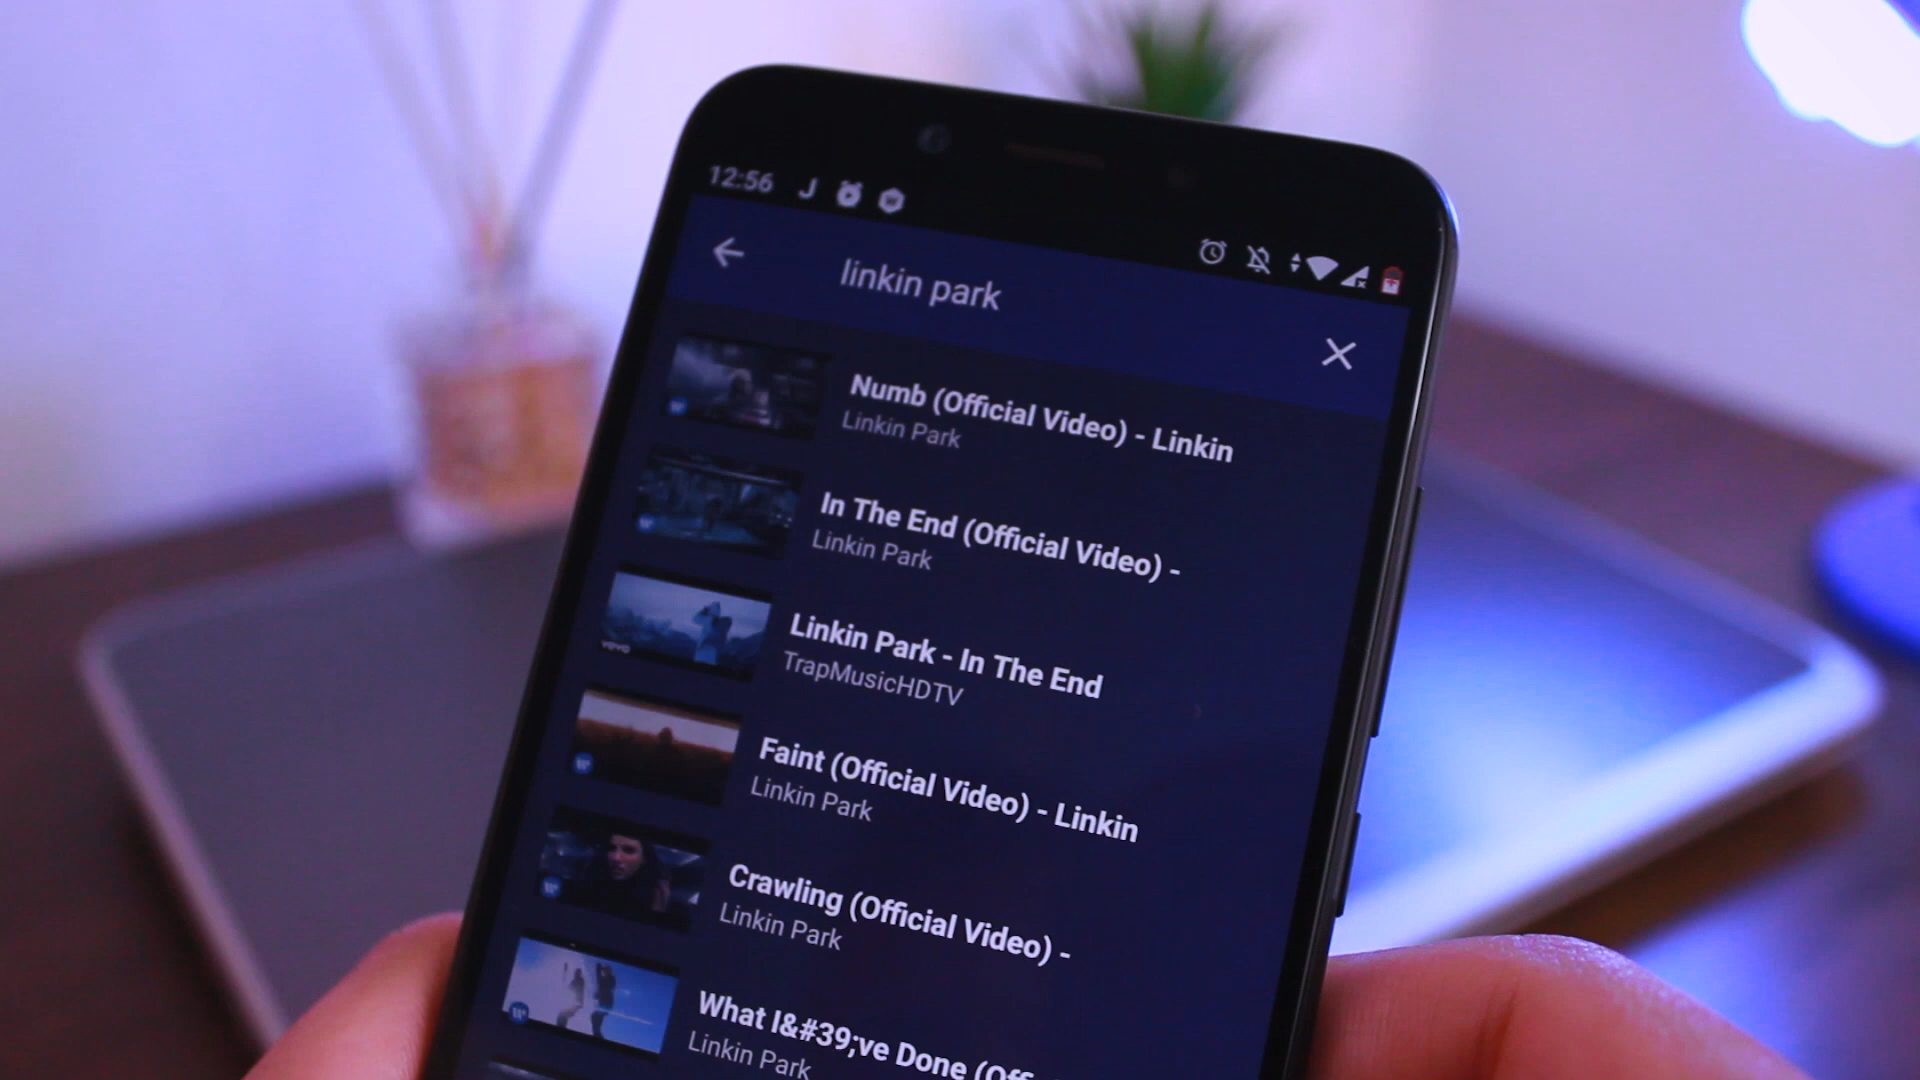 12:56
linkin park
Numb (Official Video) - Linkin
Linkin Park
In The End (Official Video) -
Linkin Park
Linkin Park - In The End
TrapMusicHDTV
Faint (Official Video) - Linkin
Linkin Park
Crawling (Official Video) -
Linkin Park
What I&#39;ve Done (Off
Linkin Park